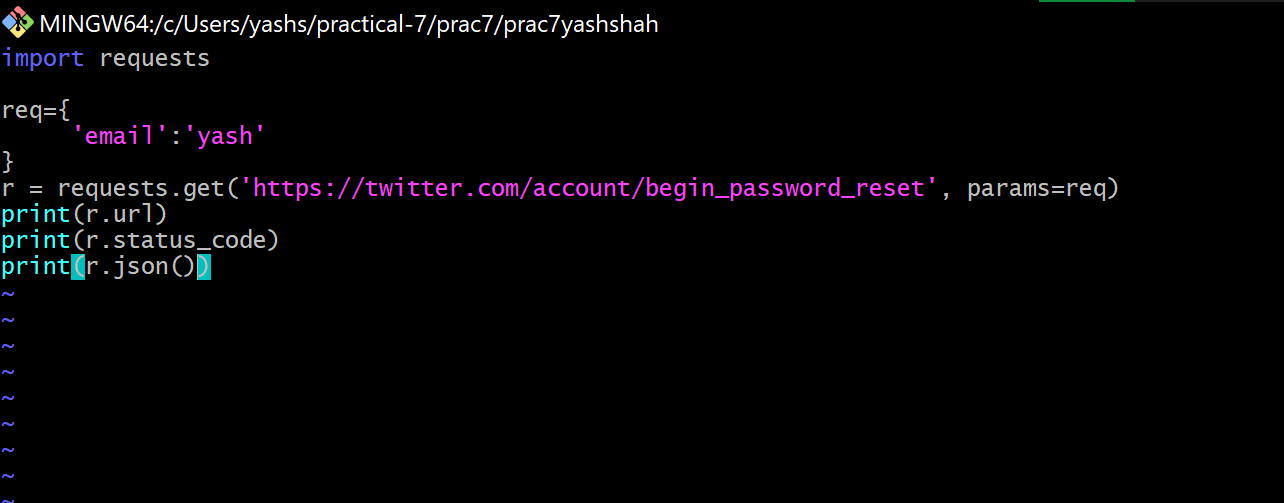 MINGW64:/c/Users/yashs/practical-7/prac7/prac7yashshah
import requests
req={
'email':'yash'
}
r = requests.get('https://twitter.com/account/begin_password_reset', params=req)
print(r.url)
print(r.status_code)
print(r.json())
~
~
~
~
~
~
~
~
~